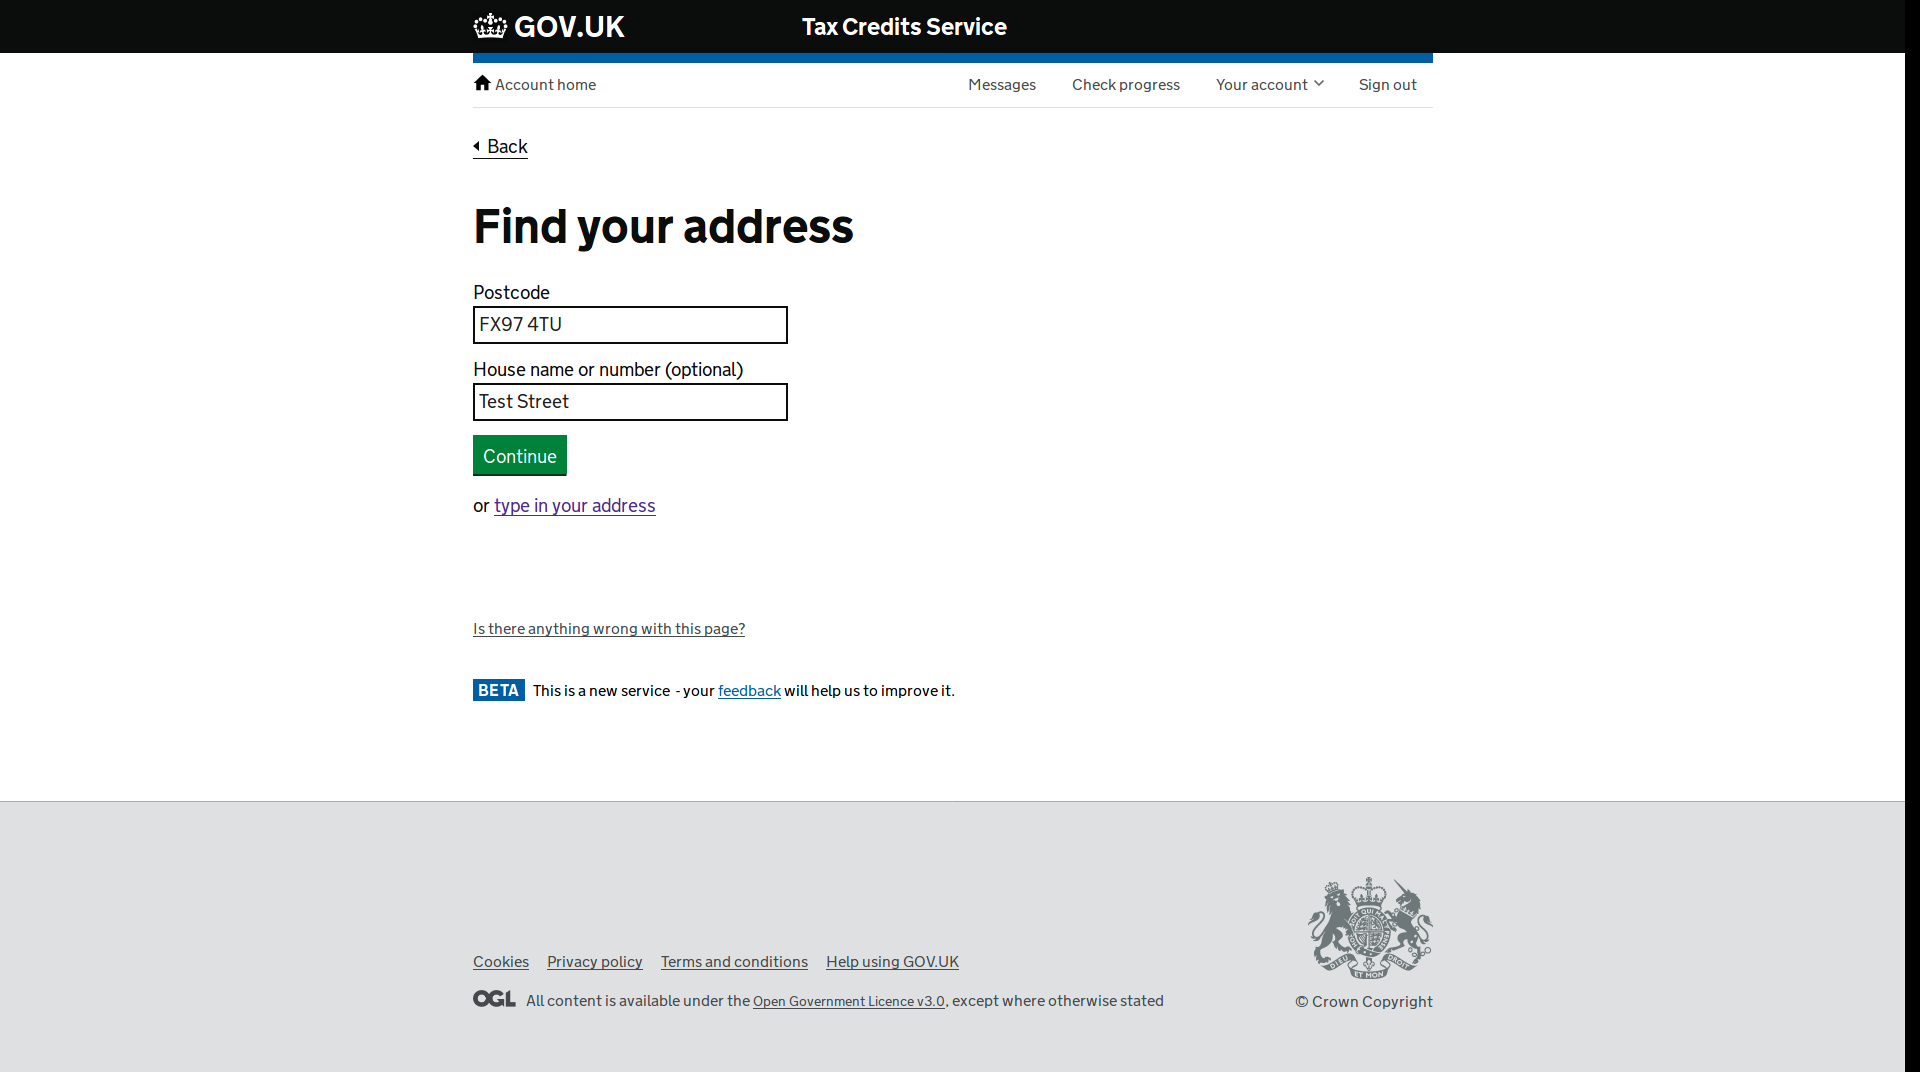 GOV.UK
Tax Credits Service
Account home
Messages
Check progress
Your account
Sign out
Back
Find your address
Postcode
FX97 4TU
House name or number (optional)
Test Street
Continue
or type in your address
Is there anything wrong with this page?
BETA This is a new service - your feedback will help us to improve it.
Cookies
Privacy policy
Terms and conditions
Help using GOV.UK
OGL All content is available under the Open Government Licence v3.0, except where otherwise stated
© Crown Copyright